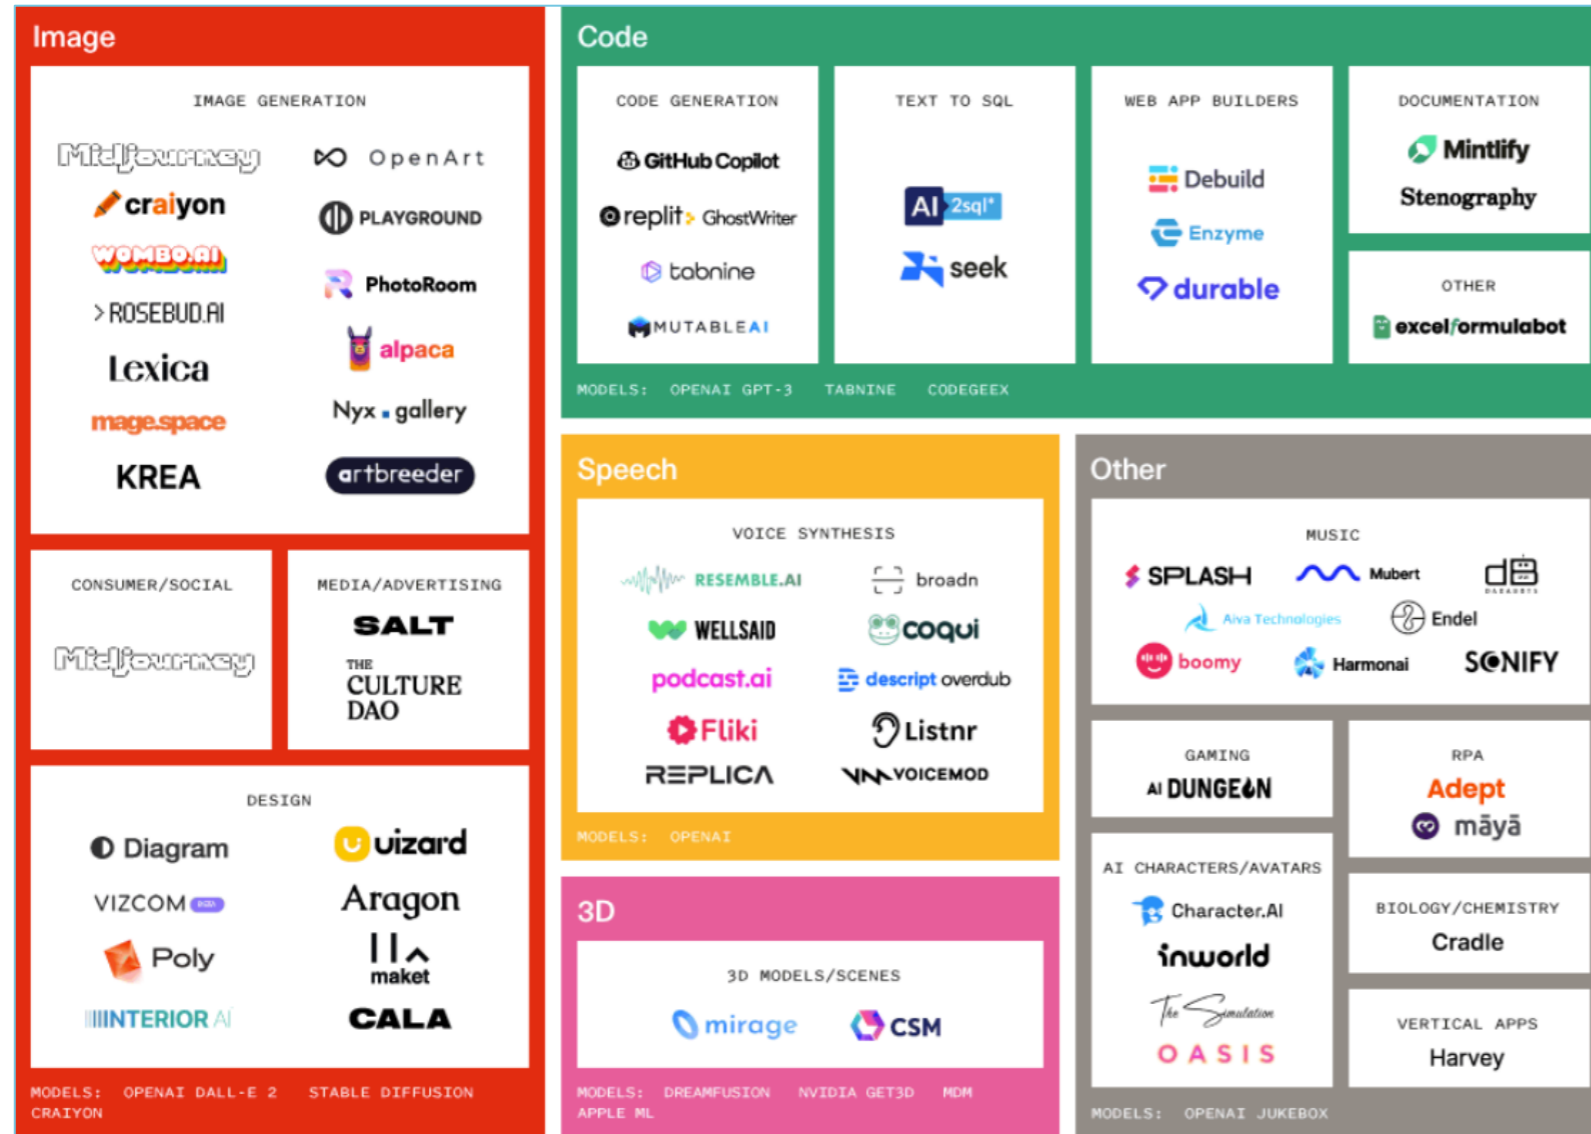 Image
IMAGE GENERATION
Midjourney
OpenArt
craiyon
PLAYGROUND
WOMBO.AI
PhotoRoom
>ROSEBUD.AI
alpaca
Lexica
Nyx.gallery
mage.space
artbreeder
KREA
CONSUMER/SOCIAL
Midjourney
MEDIA/ADVERTISING
SALT
THE
CULTURE
DAO
DESIGN
Diagram
uizard
VIZCOM BETA
Aragon
Poly
maket
INTERIOR AI
CALA
MODELS: OPENAI DALL-E 2 STABLE DIFFUSION
CRAIYON
Code
CODE GENERATION
GitHub Copilot
replit GhostWriter
tabnine
MUTABLEAI
TEXT TO SQL
AI 2sql*
seek
WEB APP BUILDERS
Debuild
Enzyme
durable
DOCUMENTATION
Mintlify
Stenography
OTHER
excelformulabot
MODELS: OPENAI GPT-3 TABNINE CODEGEEX
Speech
VOICE SYNTHESIS
RESEMBLE.AI
broadn
WELLSAID
coqui
podcast.ai
descript overdub
Fliki
Listnr
REPLICA
VOICEMOD
MODELS: OPENAI
3D
3D MODELS/SCENES
mirage
CSM
MODELS: DREAMFUSION NVIDIA GET3D MDM
APPLE ML
Other
MUSIC
SPLASH
Mubert
dB
DADABOTS
Aiva Technologies
Endel
boomy
Harmonai
SONIFY
GAMING
AI DUNGEON
RPA
Adept
māyā
AI CHARACTERS/AVATARS
Character.AI
inworld
The Simulation
OASIS
BIOLOGY/CHEMISTRY
Cradle
VERTICAL APPS
Harvey
MODELS: OPENAI JUKEBOX